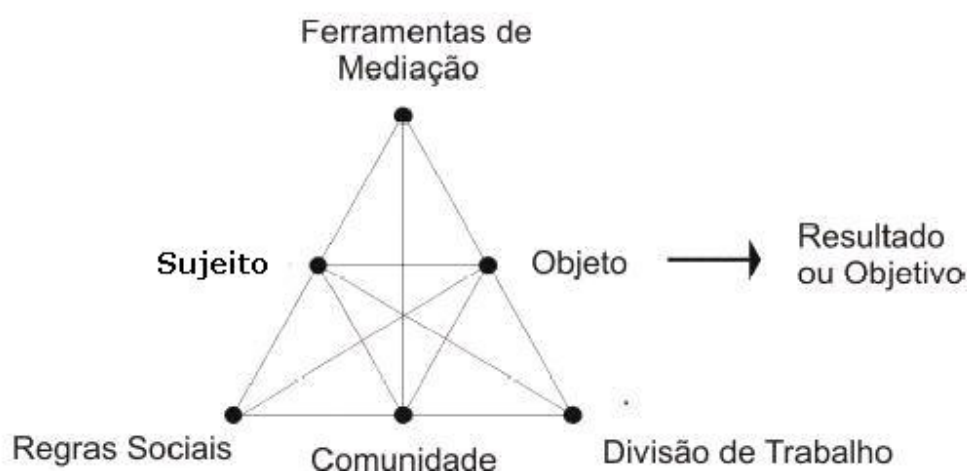 Ferramentas de
Mediação
Sujeito
Objeto
Resultado
ou Objetivo
Regras Sociais
Comunidade
Divisão de Trabalho